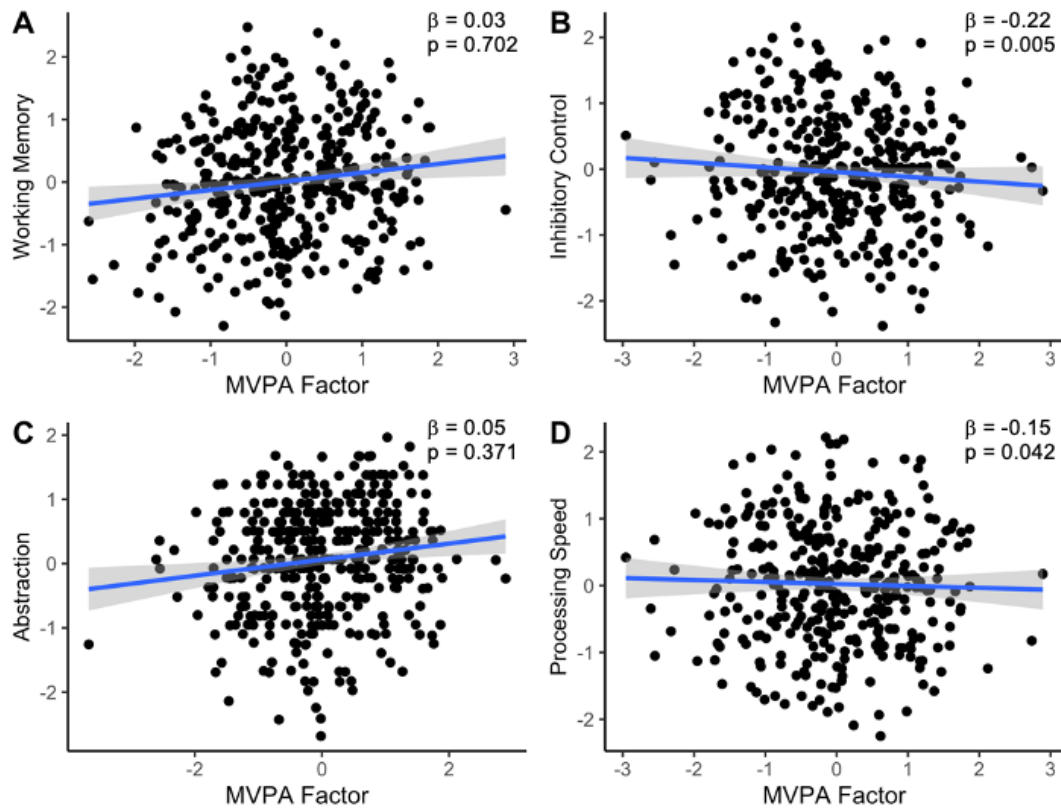 A
β = 0.03
p = 0.702
Working Memory
2
1
0
-1
-2
-2
-1
0
1
2
3
MVPA Factor
B
β = -0.22
p = 0.005
Inhibitory Control
2
1
0
-1
-2
-3
-2
-1
0
1
2
3
MVPA Factor
C
β = 0.05
p = 0.371
Abstraction
2
1
0
-1
-2
-2
0
2
MVPA Factor
D
β = -0.15
p = 0.042
Processing Speed
2
1
0
-1
-2
-3
-2
-1
0
1
2
3
MVPA Factor